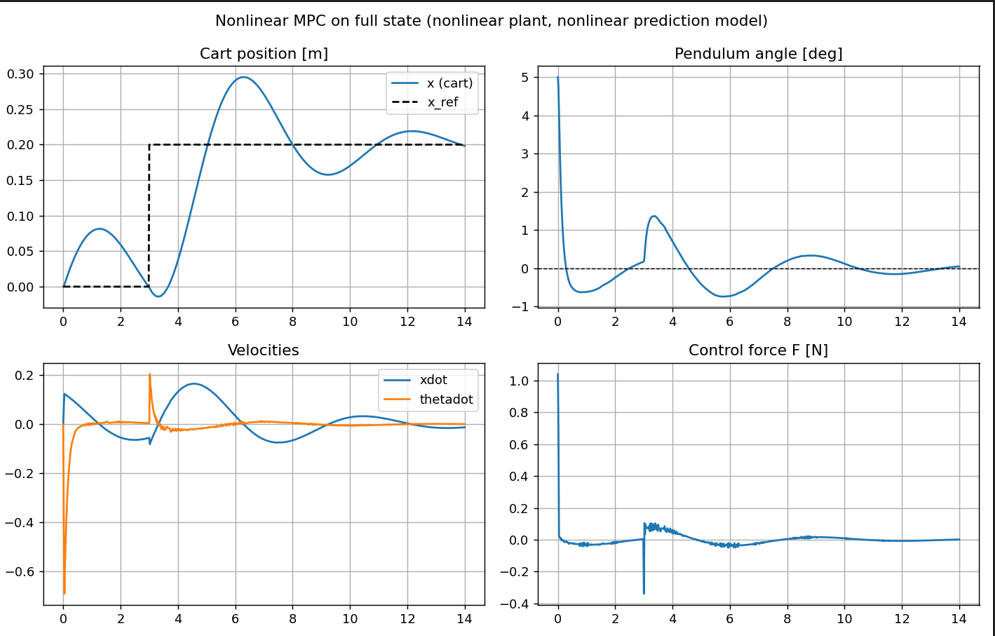 Nonlinear MPC on full state (nonlinear plant, nonlinear prediction model)
Cart position [m]
0.30
0.25
0.20
0.15
0.10
0.05
0.00
0 2 4 6 8 10 12 14
x (cart)
x_ref
Pendulum angle [deg]
5
4
3
2
1
0
−1
0 2 4 6 8 10 12 14
Velocities
0.2
0.0
−0.2
−0.4
−0.6
0 2 4 6 8 10 12 14
xdot
thetadot
Control force F [N]
1.0
0.8
0.6
0.4
0.2
0.0
−0.2
−0.4
0 2 4 6 8 10 12 14